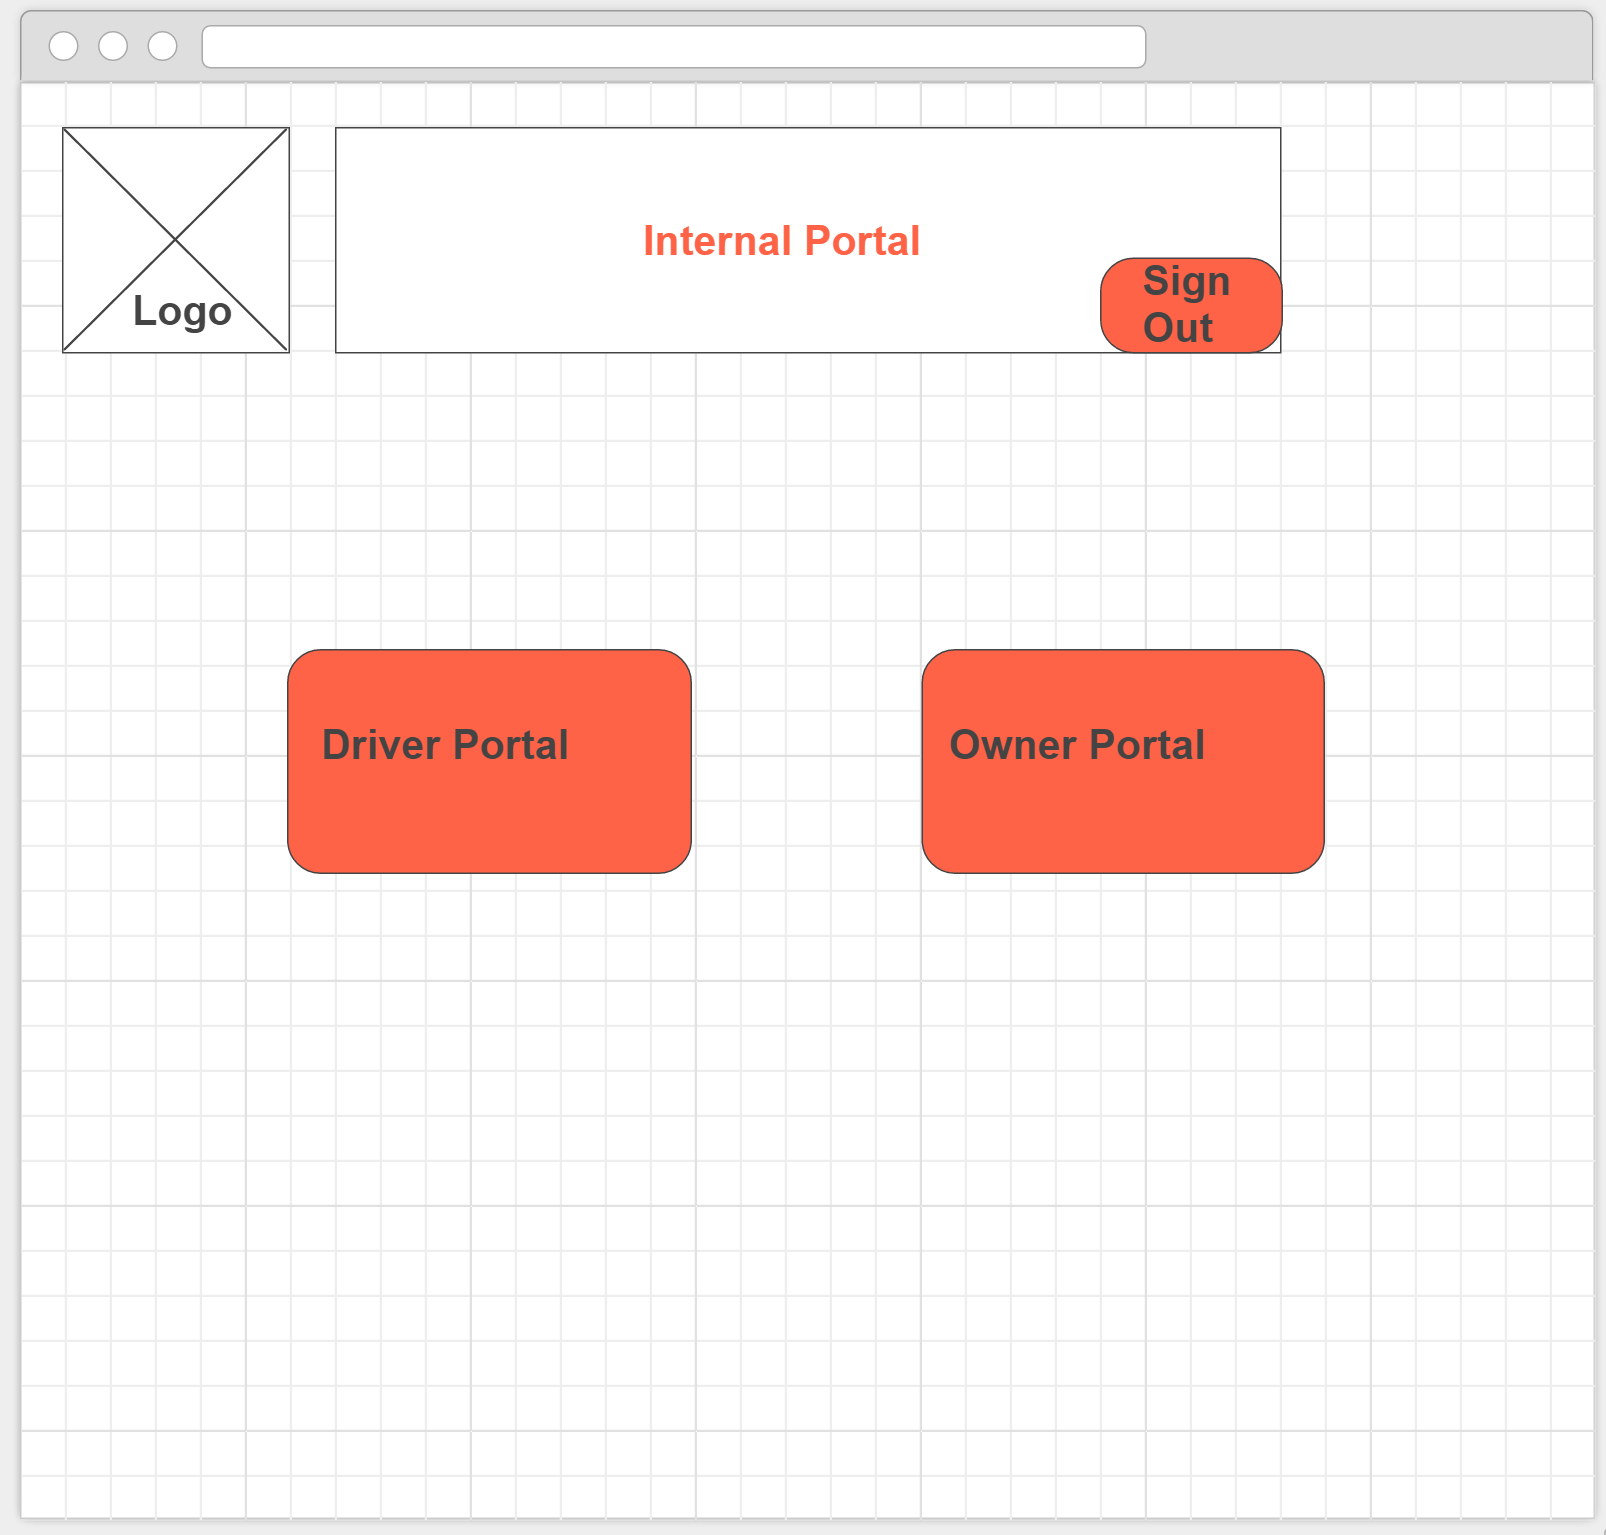 Internal Portal
Logo
Sign
Out
Driver Portal
Owner Portal